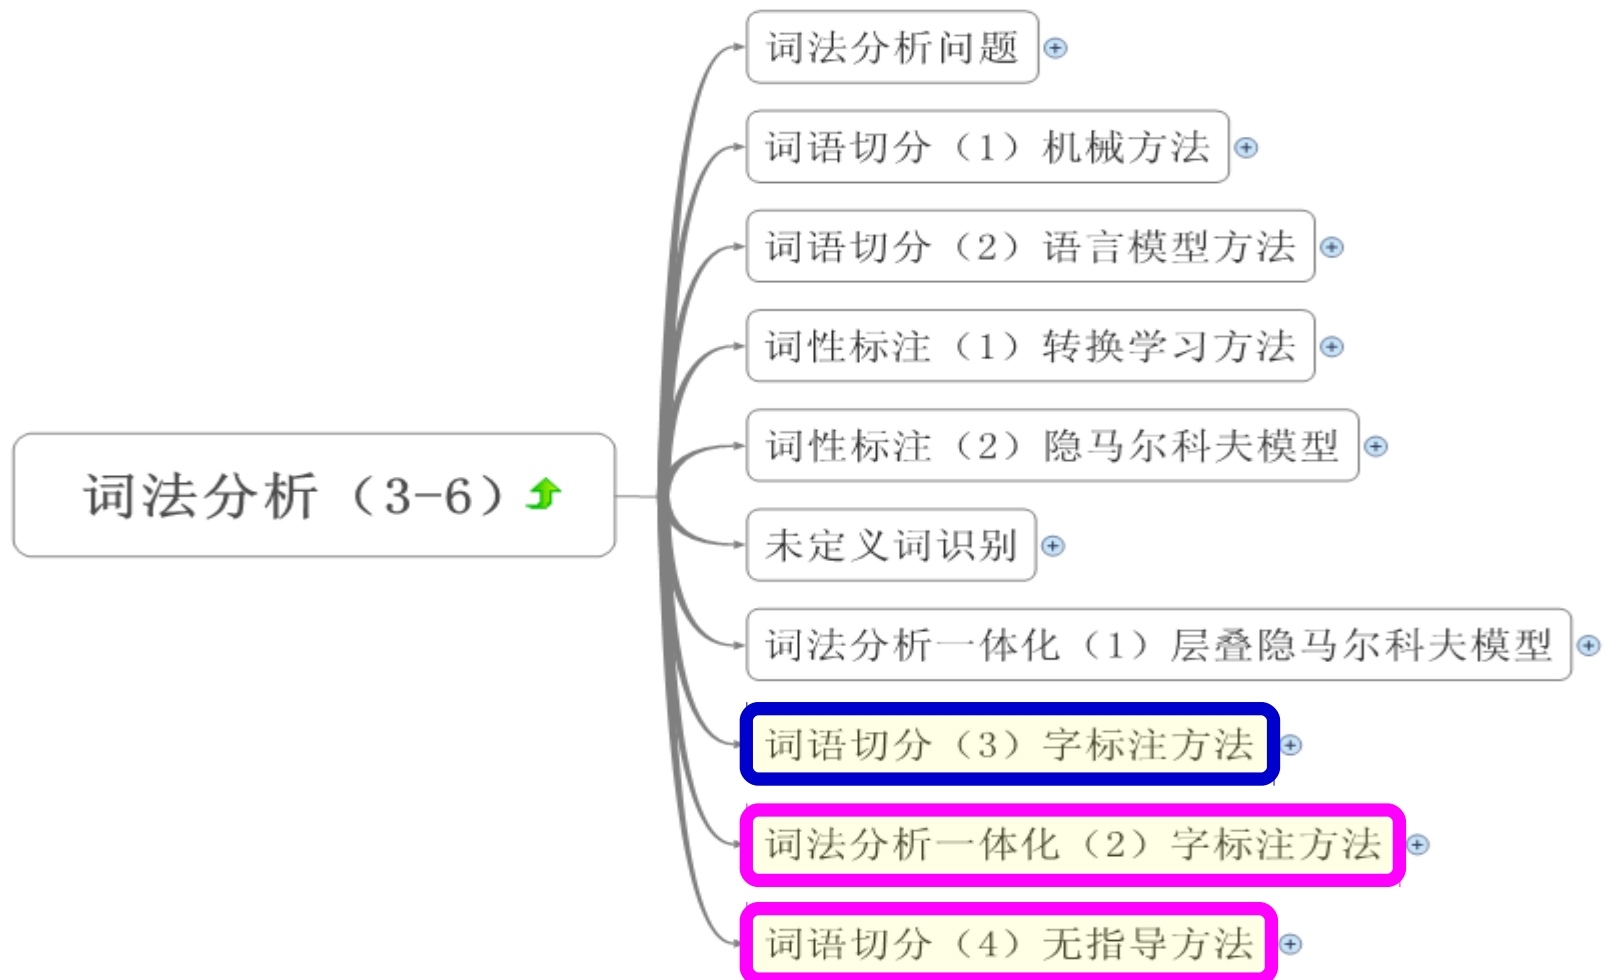 词法分析问题
词语切分（1）机械方法
词语切分（2）语言模型方法
词性标注（1）转换学习方法
词性标注（2）隐马尔科夫模型
词法分析（3-6）
未定义词识别
词法分析一体化（1）层叠隐马尔科夫模型
词语切分（3）字标注方法
词法分析一体化（2）字标注方法
词语切分（4）无指导方法